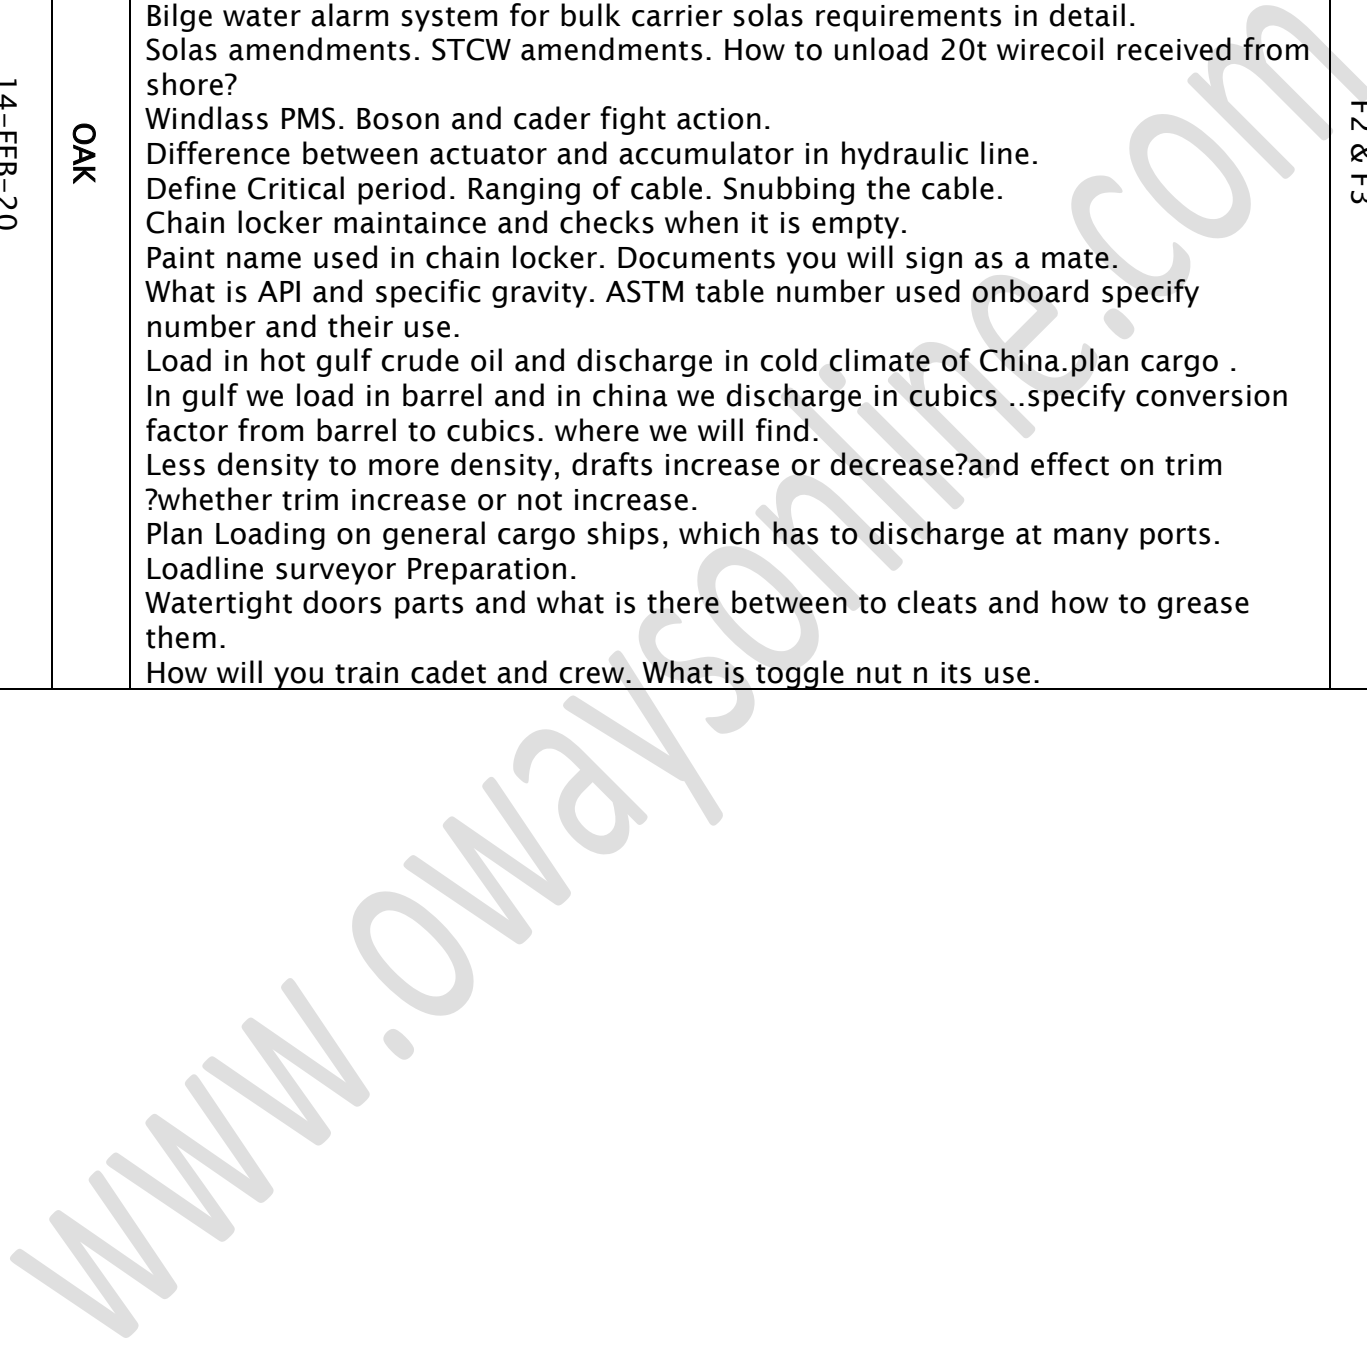 14-FEB-20
OAK
Bilge water alarm system for bulk carrier solas requirements in detail.
Solas amendments. STCW amendments. How to unload 20t wirecoil received from
shore?
Windlass PMS. Boson and cader fight action.
Difference between actuator and accumulator in hydraulic line.
Define Critical period. Ranging of cable. Snubbing the cable.
Chain locker maintaince and checks when it is empty.
Paint name used in chain locker. Documents you will sign as a mate.
What is API and specific gravity. ASTM table number used onboard specify
number and their use.
Load in hot gulf crude oil and discharge in cold climate of China.plan cargo .
In gulf we load in barrel and in china we discharge in cubics ..specify conversion
factor from barrel to cubics. where we will find.
Less density to more density, drafts increase or decrease?and effect on trim
?whether trim increase or not increase.
Plan Loading on general cargo ships, which has to discharge at many ports.
Loadline surveyor Preparation.
Watertight doors parts and what is there between to cleats and how to grease
them.
How will you train cadet and crew. What is toggle nut n its use.
F2 & F3
www.owaysonline.com